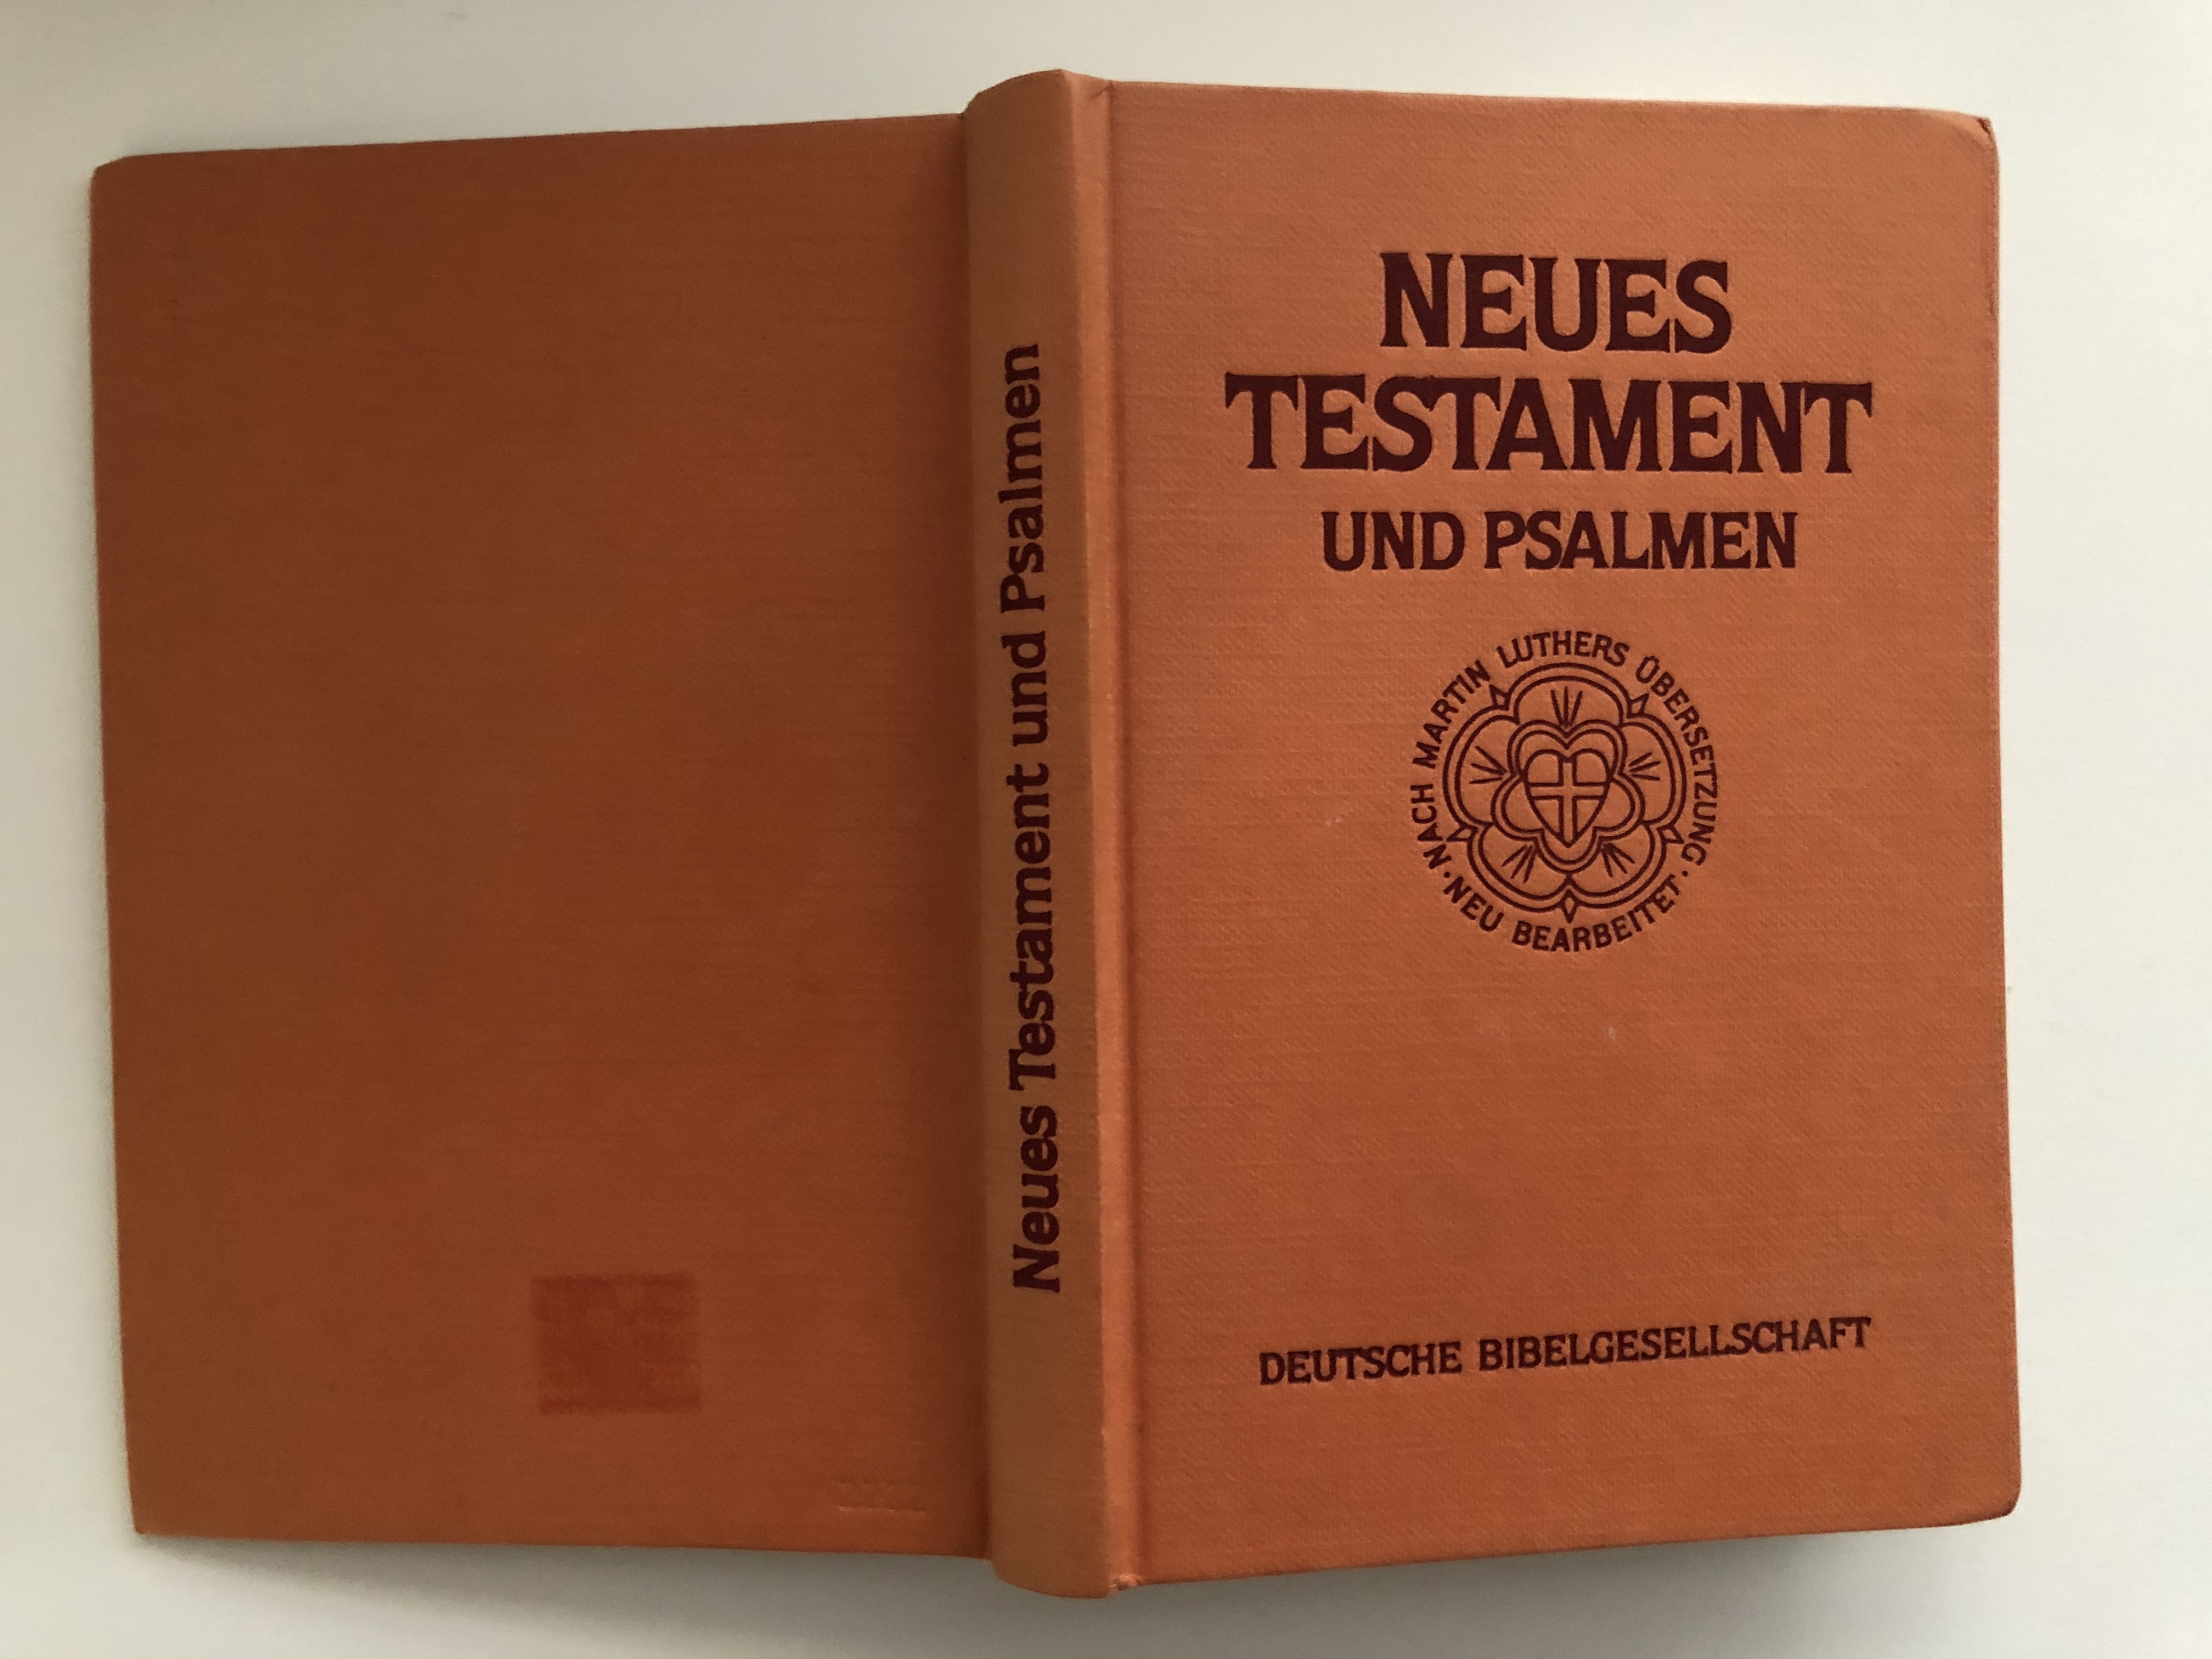 NEUES
TESTAMENT
UND PSALMEN
NACH MARTIN LUTHERS ÜBERSETZUNG
· NEU BEARBEITET ·
DEUTSCHE BIBELGESELLSCHAFT
Neues Testament und Psalmen